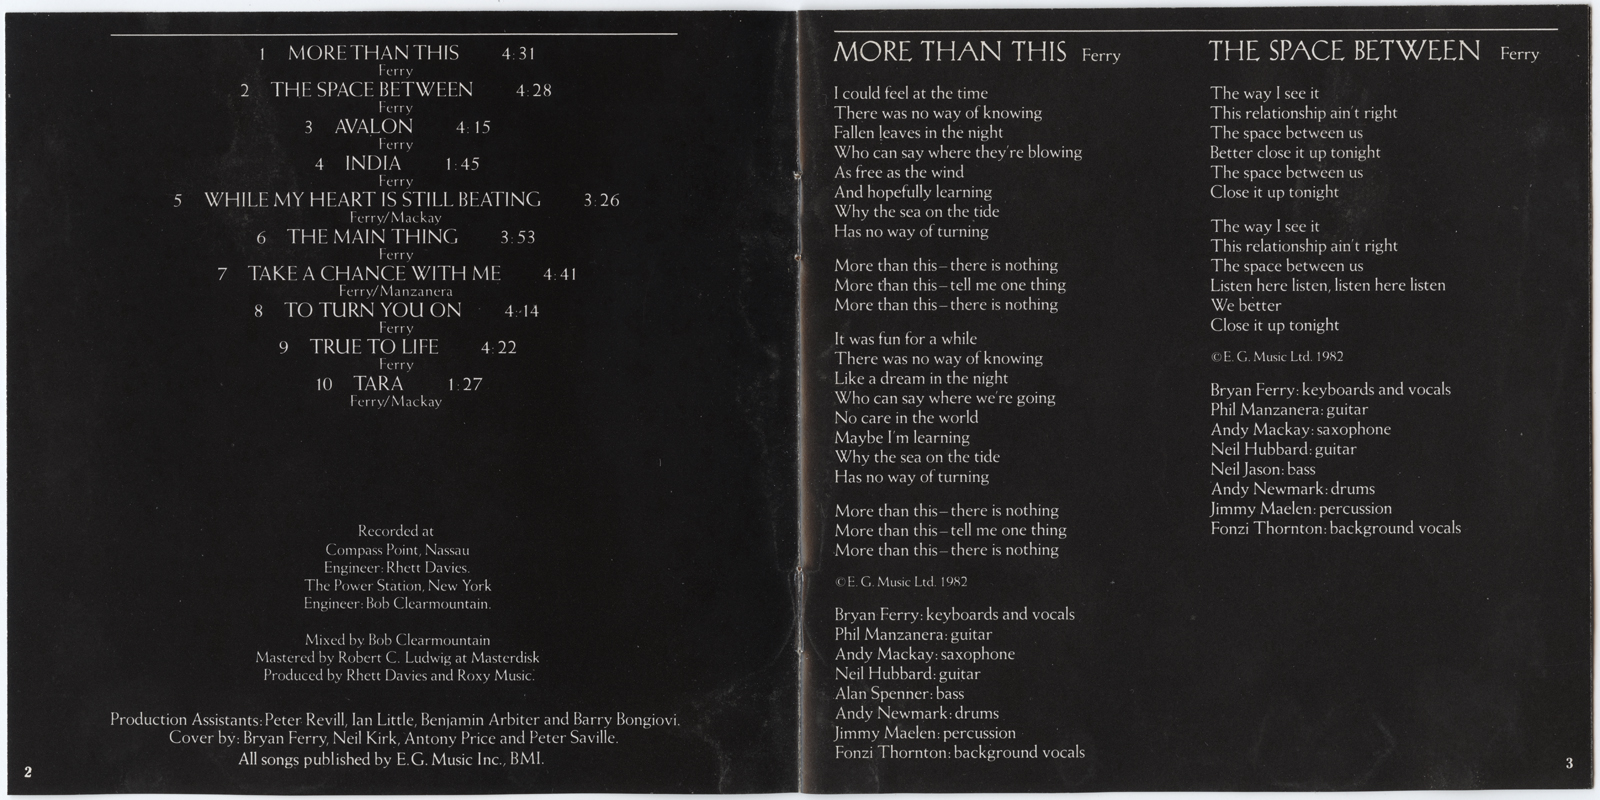 1 MORE THAN THIS 4:31
Ferry
2 THE SPACE BETWEEN 4:28
Ferry
3 AVALON 4:15
Ferry
4 INDIA 1:45
Ferry
5 WHILE MY HEART IS STILL BEATING 3:26
Ferry/Mackay
6 THE MAIN THING 3:53
Ferry
7 TAKE A CHANCE WITH ME 4:41
Ferry/Manzanera
8 TO TURN YOU ON 4:14
Ferry
9 TRUE TO LIFE 4:22
Ferry
10 TARA 1:27
Ferry/Mackay
Recorded at
Compass Point, Nassau
Engineer: Rhett Davies.
The Power Station, New York
Engineer: Bob Clearmountain.
Mixed by Bob Clearmountain
Mastered by Robert C. Ludwig at Masterdisk
Produced by Rhett Davies and Roxy Music.
Production Assistants: Peter Revill, Ian Little, Benjamin Arbiter and Barry Bongiovi.
Cover by: Bryan Ferry, Neil Kirk, Antony Price and Peter Saville.
All songs published by E.G. Music Inc., BMI.
2
MORE THAN THIS Ferry
I could feel at the time
There was no way of knowing
Fallen leaves in the night
Who can say where they're blowing
As free as the wind
And hopefully learning
Why the sea on the tide
Has no way of turning
More than this – there is nothing
More than this – tell me one thing
More than this – there is nothing
It was fun for a while
There was no way of knowing
Like a dream in the night
Who can say where we're going
No care in the world
Maybe I'm learning
Why the sea on the tide
Has no way of turning
More than this – there is nothing
More than this – tell me one thing
More than this – there is nothing
© E. G. Music Ltd. 1982
Bryan Ferry: keyboards and vocals
Phil Manzanera: guitar
Andy Mackay: saxophone
Neil Hubbard: guitar
Alan Spenner: bass
Andy Newmark: drums
Jimmy Maelen: percussion
Fonzi Thornton: background vocals
THE SPACE BETWEEN Ferry
The way I see it
This relationship ain't right
The space between us
Better close it up tonight
The space between us
Close it up tonight
The way I see it
This relationship ain't right
The space between us
Listen here listen, listen here listen
We better
Close it up tonight
© E. G. Music Ltd. 1982
Bryan Ferry: keyboards and vocals
Phil Manzanera: guitar
Andy Mackay: saxophone
Neil Hubbard: guitar
Neil Jason: bass
Andy Newmark: drums
Jimmy Maelen: percussion
Fonzi Thornton: background vocals
3